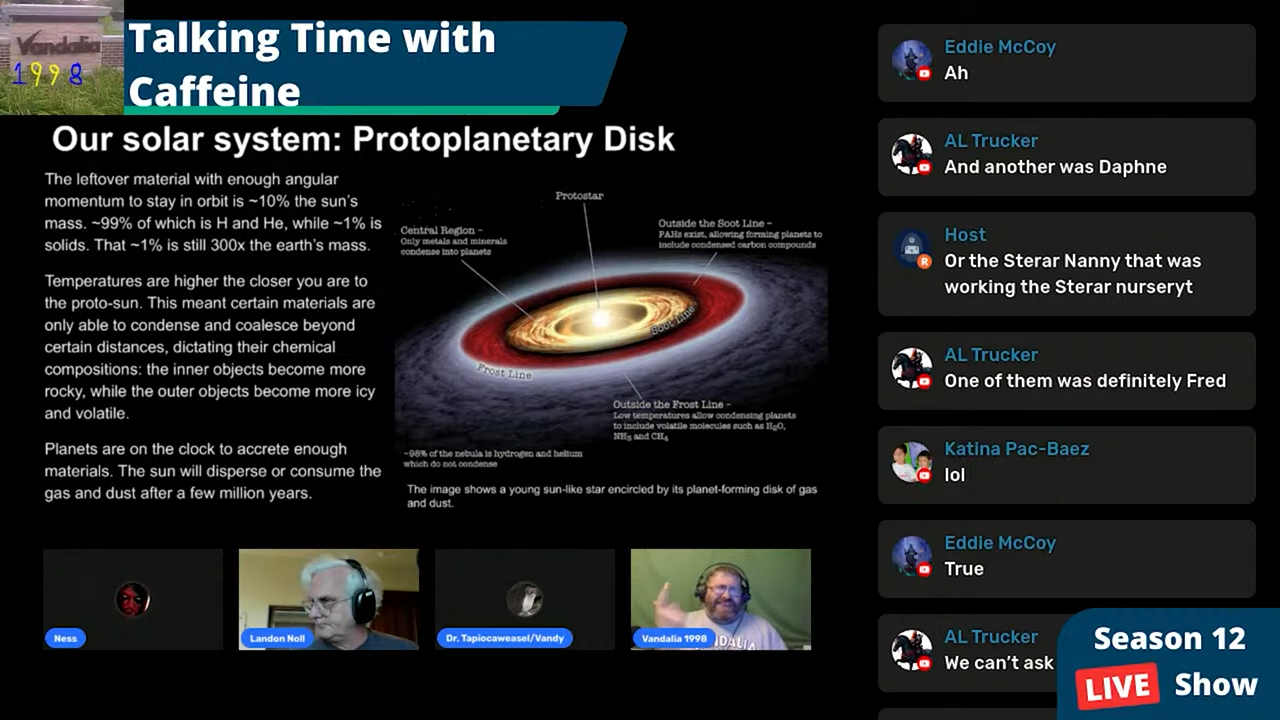 Vandalia
1998
Talking Time with
Caffeine
Our solar system: Protoplanetary Disk
The leftover material with enough angular
momentum to stay in orbit is ~10% the sun's
mass. ~99% of which is H and He, while ~1% is
solids. That ~1% is still 300x the earth's mass.
Temperatures are higher the closer you are to
the proto-sun. This meant certain materials are
only able to condense and coalesce beyond
certain distances, dictating their chemical
compositions: the inner objects become more
rocky, while the outer objects become more icy
and volatile.
Planets are on the clock to accrete enough
materials. The sun will disperse or consume the
gas and dust after a few million years.
Protostar
Central Region –
Only metals and minerals
condense into planets
Outside the Soot Line –
PAHs exist, allowing forming planets to
include condensed carbon compounds
Soot Line
Frost Line
Outside the Frost Line –
Low temperatures allow condensing planets
to include volatile molecules such as H₂O,
NH₃ and CH₄
~98% of the nebula is hydrogen and helium
which do not condense
The image shows a young sun-like star encircled by its planet-forming disk of gas
and dust.
Ness
Landon Noll
Dr. Tapiocaweasel/Vandy
Vandalia 1998
Eddie McCoy
Ah
AL Trucker
And another was Daphne
Host
Or the Sterar Nanny that was
working the Sterar nurseryt
AL Trucker
One of them was definitely Fred
Katina Pac-Baez
lol
Eddie McCoy
True
AL Trucker
We can't ask
Season 12
LIVE Show